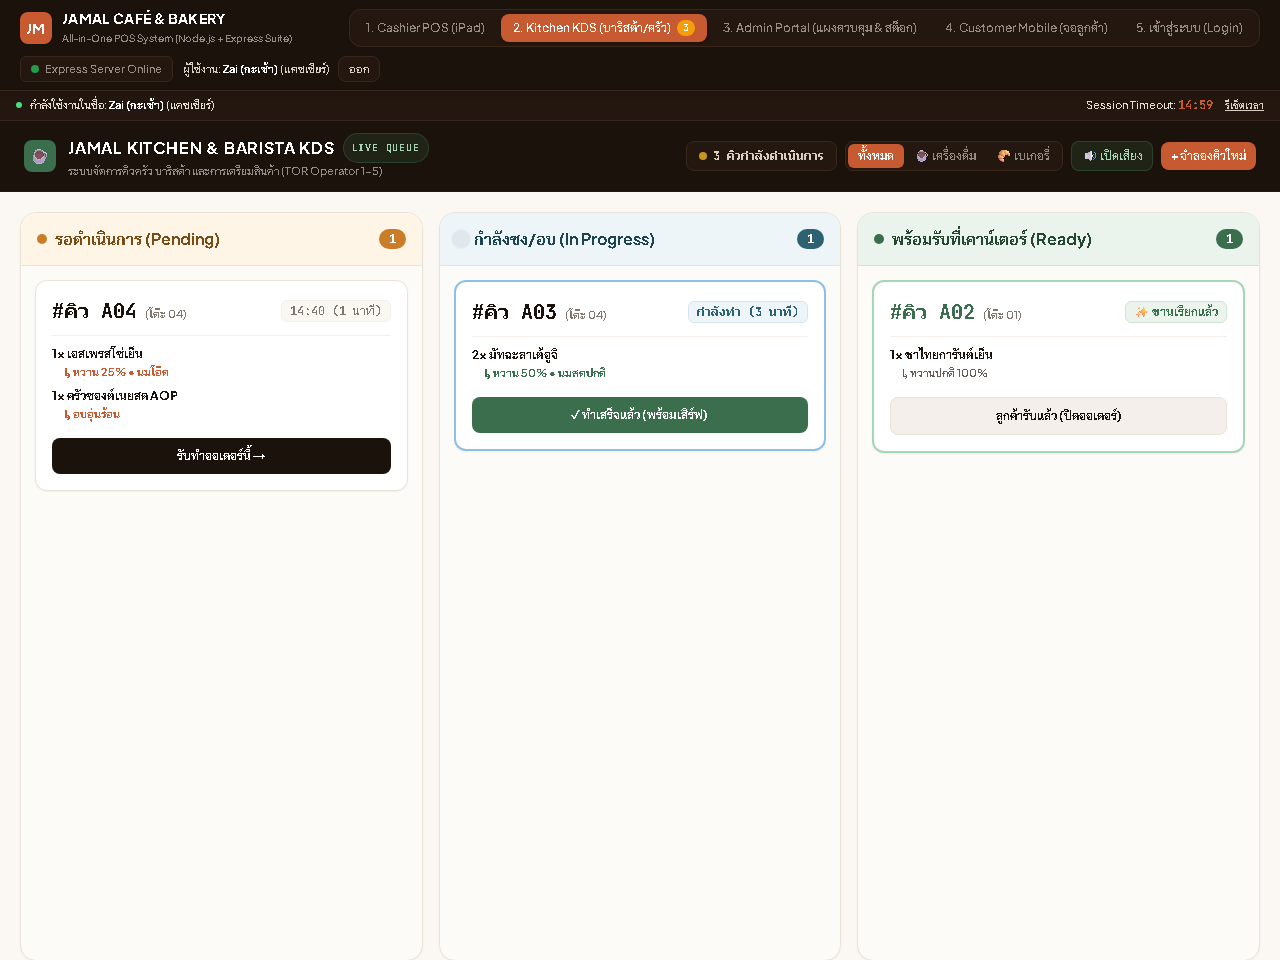 JM
JAMAL CAFÉ & BAKERY
All-in-One POS System (Node.js + Express Suite)
1. Cashier POS (iPad)
2. Kitchen KDS (บาริสต้า/ครัว) 3
3. Admin Portal (แผงควบคุม & สต็อก)
4. Customer Mobile (จอลูกค้า)
5. เข้าสู่ระบบ (Login)
Express Server Online
ผู้ใช้งาน: Zai (กะเช้า) (แคชเชียร์)
ออก
กำลังใช้งานในชื่อ: Zai (กะเช้า) (แคชเชียร์)
Session Timeout: 14:59
รีเซ็ตเวลา
JAMAL KITCHEN & BARISTA KDS
LIVE QUEUE
ระบบจัดการคิวครัว บาริสต้า และการเตรียมสินค้า (TOR Operator 1–5)
3 คิวกำลังดำเนินการ
ทั้งหมด
เครื่องดื่ม
เบเกอรี่
เปิดเสียง
+ จำลองคิวใหม่
รอดำเนินการ (Pending)
1
#คิว A04 (โต๊ะ 04)
14:40 (1 นาที)
1x เอสเพรสโซ่เย็น
↳ หวาน 25% • นมโอ๊ต
1x ครัวซองต์เนยสด AOP
↳ อบอุ่นร้อน
รับทำออเดอร์นี้ →
กำลังชง/อบ (In Progress)
1
#คิว A03 (โต๊ะ 04)
กำลังทำ (3 นาที)
2x มัทฉะลาเต้อูจิ
↳ หวาน 50% • นมสดปกติ
✓ ทำเสร็จแล้ว (พร้อมเสิร์ฟ)
พร้อมรับที่เคาน์เตอร์ (Ready)
1
#คิว A02 (โต๊ะ 01)
✨ ขานเรียกแล้ว
1x ชาไทยการันต์เย็น
↳ หวานปกติ 100%
ลูกค้ารับแล้ว (ปิดออเดอร์)